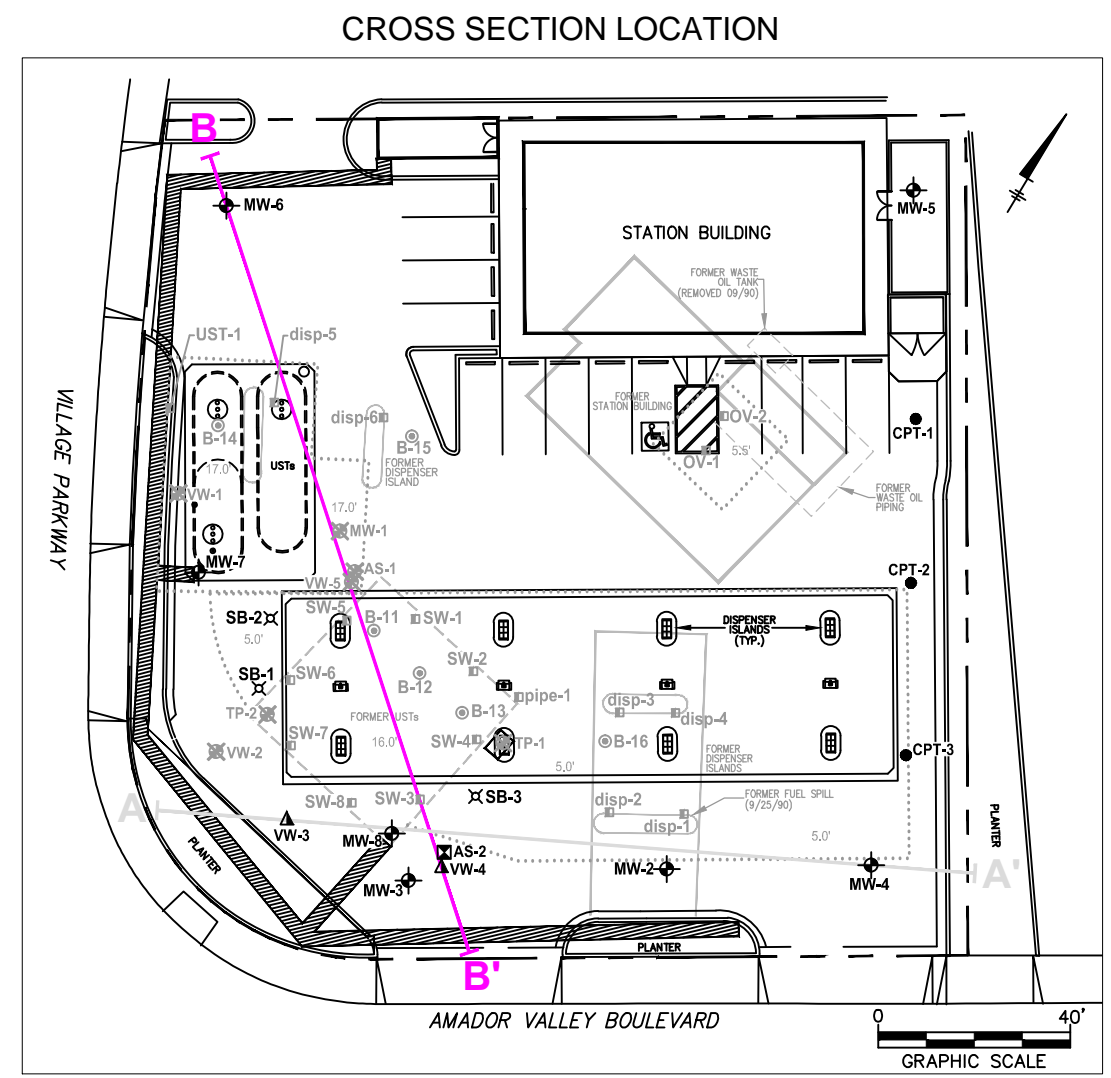 CROSS SECTION LOCATION
B
MW-6
STATION BUILDING
MW-5
FORMER WASTE
OIL TANK
(REMOVED 09/90)
UST-1
disp-5
VILLAGE PARKWAY
B-14
17.0'
USTs
disp-6
B-15
FORMER
DISPENSER
ISLAND
FORMER
STATION BUILDING
OV-2
5.5'
OV-1
CPT-1
FORMER
WASTE OIL
PIPING
VW-1
17.0'
MW-1
MW-7
AS-1
VW-5
CPT-2
SB-2
5.0'
SW-5
B-11
SW-1
DISPENSER
ISLANDS
(TYP.)
SB-1
SW-6
SW-2
B-12
pipe-1
TP-2
FORMER USTs
B-13
disp-3
disp-4
VW-2
SW-7
16.0'
SW-4
TP-1
B-16
FORMER
DISPENSER
ISLANDS
CPT-3
5.0'
A
SW-8
SW-3
SB-3
disp-2
disp-1
FORMER FUEL SPILL
(9/25/90)
PLANTER
VW-3
MW-8
5.0'
PLANTER
AS-2
VW-4
MW-3
MW-2
MW-4
A'
PLANTER
B'
AMADOR VALLEY BOULEVARD
0 40'
GRAPHIC SCALE